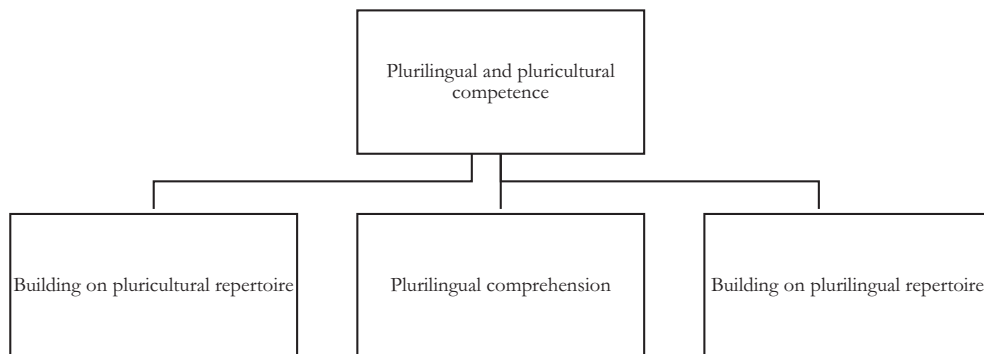 Plurilingual and pluricultural
competence
Building on pluricultural repertoire
Plurilingual comprehension
Building on plurilingual repertoire